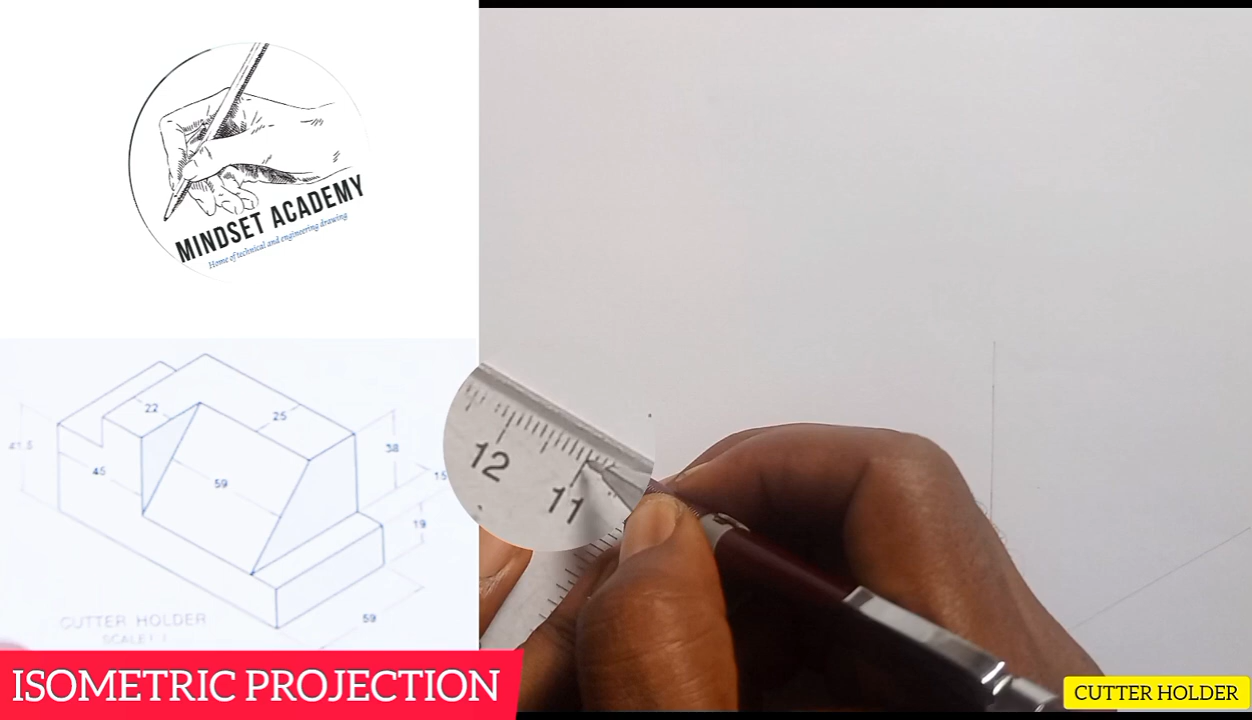 MINDSET ACADEMY
Home of technical and engineering drawing
22
25
41.5
38
45
59
15
19
CUTTER HOLDER
59
12
11
ISOMETRIC PROJECTION
CUTTER HOLDER